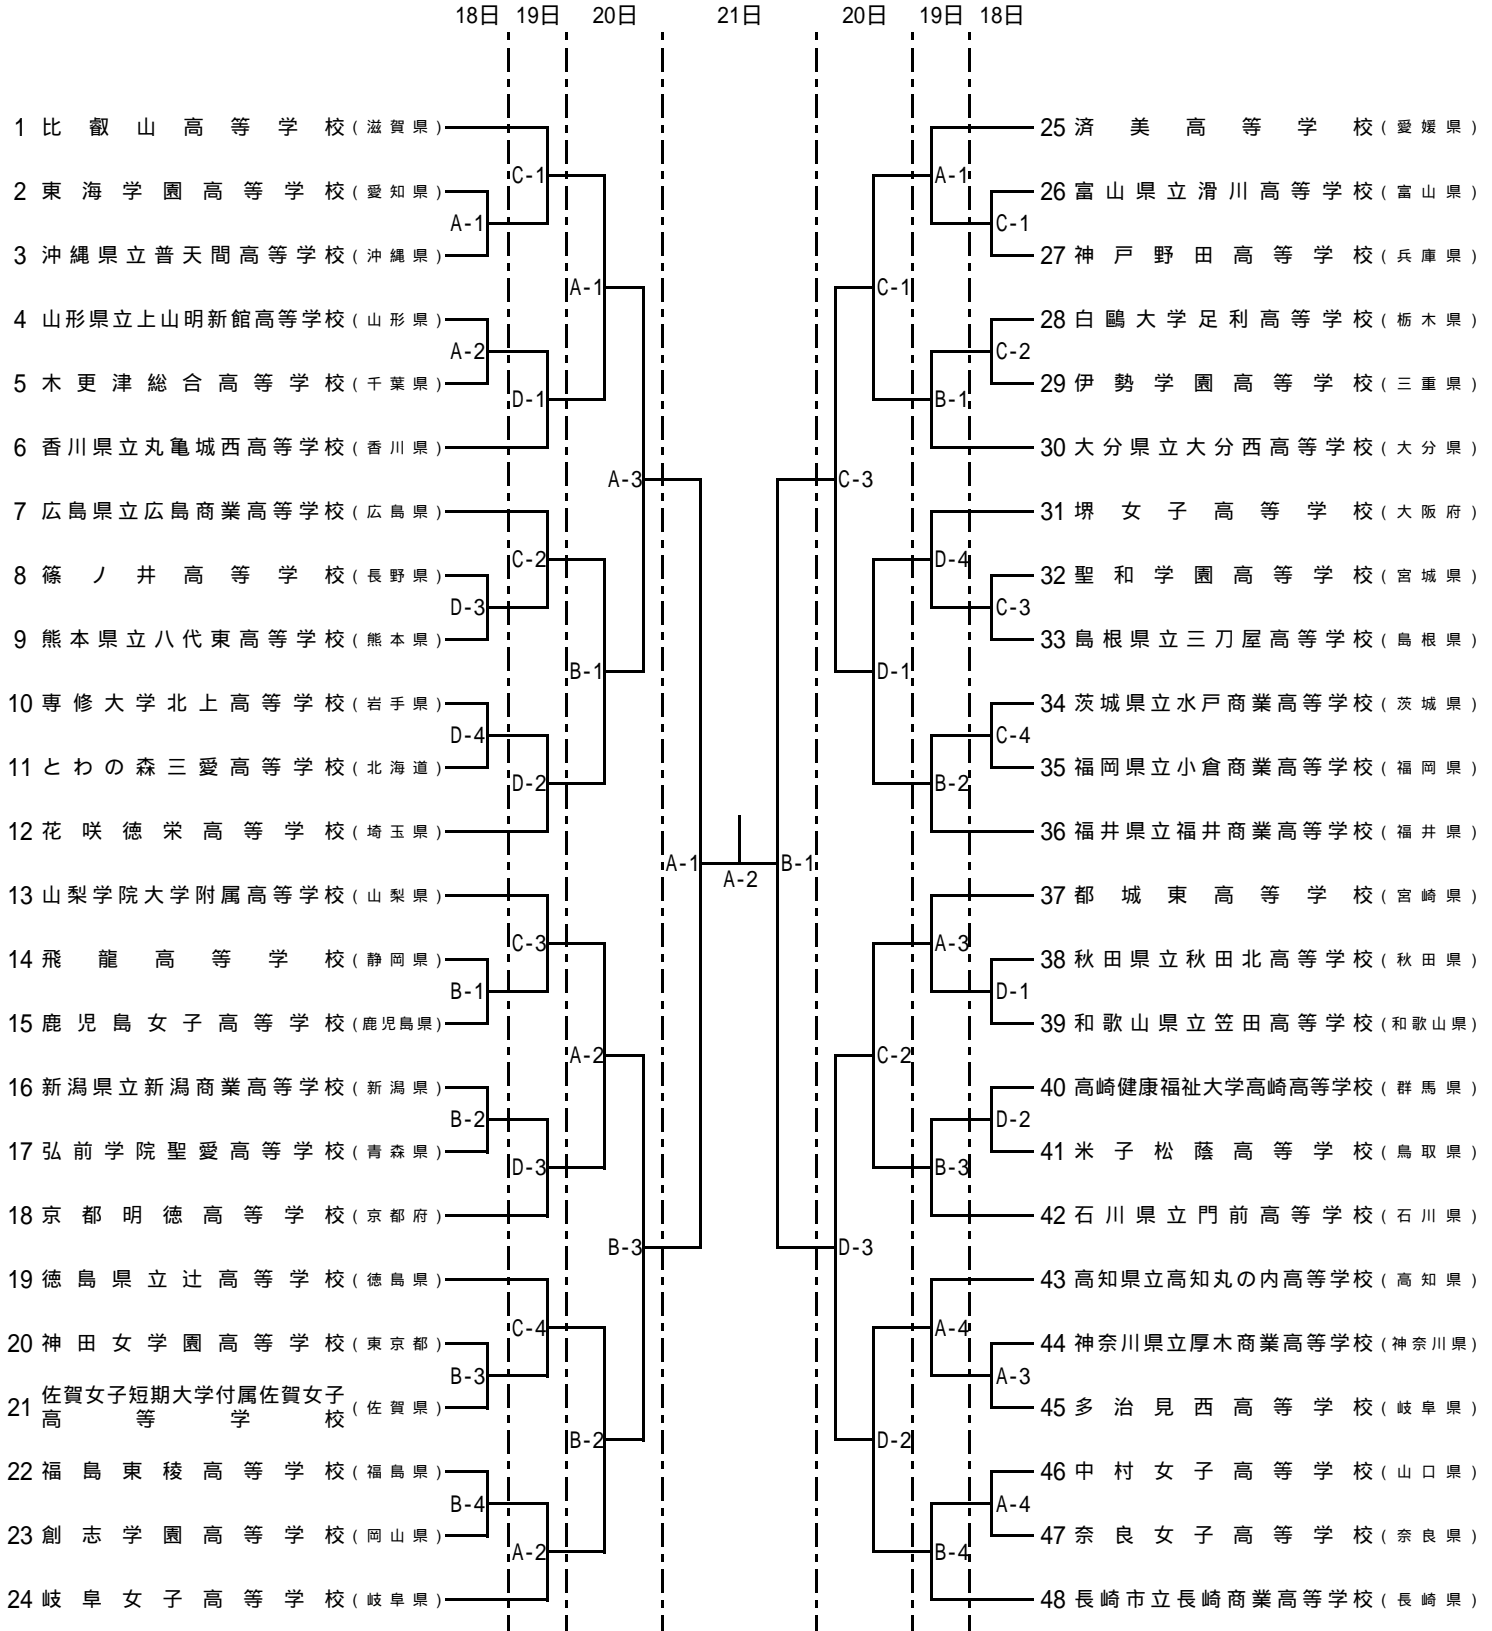 18日 19日 20日 21日 20日 19日 18日
1 比叡山高等学校(滋賀県)
2 東海学園高等学校(愛知県)
3 沖縄県立普天間高等学校(沖縄県)
4 山形県立上山明新館高等学校(山形県)
5 木更津総合高等学校(千葉県)
6 香川県立丸亀城西高等学校(香川県)
7 広島県立広島商業高等学校(広島県)
8 篠ノ井高等学校(長野県)
9 熊本県立八代東高等学校(熊本県)
10 専修大学北上高等学校(岩手県)
11 とわの森三愛高等学校(北海道)
12 花咲徳栄高等学校(埼玉県)
13 山梨学院大学附属高等学校(山梨県)
14 飛龍高等学校(静岡県)
15 鹿児島女子高等学校(鹿児島県)
16 新潟県立新潟商業高等学校(新潟県)
17 弘前学院聖愛高等学校(青森県)
18 京都明徳高等学校(京都府)
19 徳島県立辻高等学校(徳島県)
20 神田女学園高等学校(東京都)
21 佐賀女子短期大学付属佐賀女子
高等学校(佐賀県)
22 福島東稜高等学校(福島県)
23 創志学園高等学校(岡山県)
24 岐阜女子高等学校(岐阜県)
A-1
A-2
D-3
D-4
B-1
B-2
B-3
B-4
C-1
D-1
C-2
D-2
C-3
D-3
C-4
A-2
A-1
B-1
A-2
B-2
A-3
B-3
A-1
A-2
B-1
C-3
D-3
C-1
D-1
C-2
D-2
A-1
B-1
D-4
B-2
A-3
B-3
A-4
B-4
C-1
C-2
C-3
C-4
D-1
D-2
A-3
A-4
25 済美高等学校(愛媛県)
26 富山県立滑川高等学校(富山県)
27 神戸野田高等学校(兵庫県)
28 白鷗大学足利高等学校(栃木県)
29 伊勢学園高等学校(三重県)
30 大分県立大分西高等学校(大分県)
31 堺女子高等学校(大阪府)
32 聖和学園高等学校(宮城県)
33 島根県立三刀屋高等学校(島根県)
34 茨城県立水戸商業高等学校(茨城県)
35 福岡県立小倉商業高等学校(福岡県)
36 福井県立福井商業高等学校(福井県)
37 都城東高等学校(宮崎県)
38 秋田県立秋田北高等学校(秋田県)
39 和歌山県立笠田高等学校(和歌山県)
40 高崎健康福祉大学高崎高等学校(群馬県)
41 米子松蔭高等学校(鳥取県)
42 石川県立門前高等学校(石川県)
43 高知県立高知丸の内高等学校(高知県)
44 神奈川県立厚木商業高等学校(神奈川県)
45 多治見西高等学校(岐阜県)
46 中村女子高等学校(山口県)
47 奈良女子高等学校(奈良県)
48 長崎市立長崎商業高等学校(長崎県)